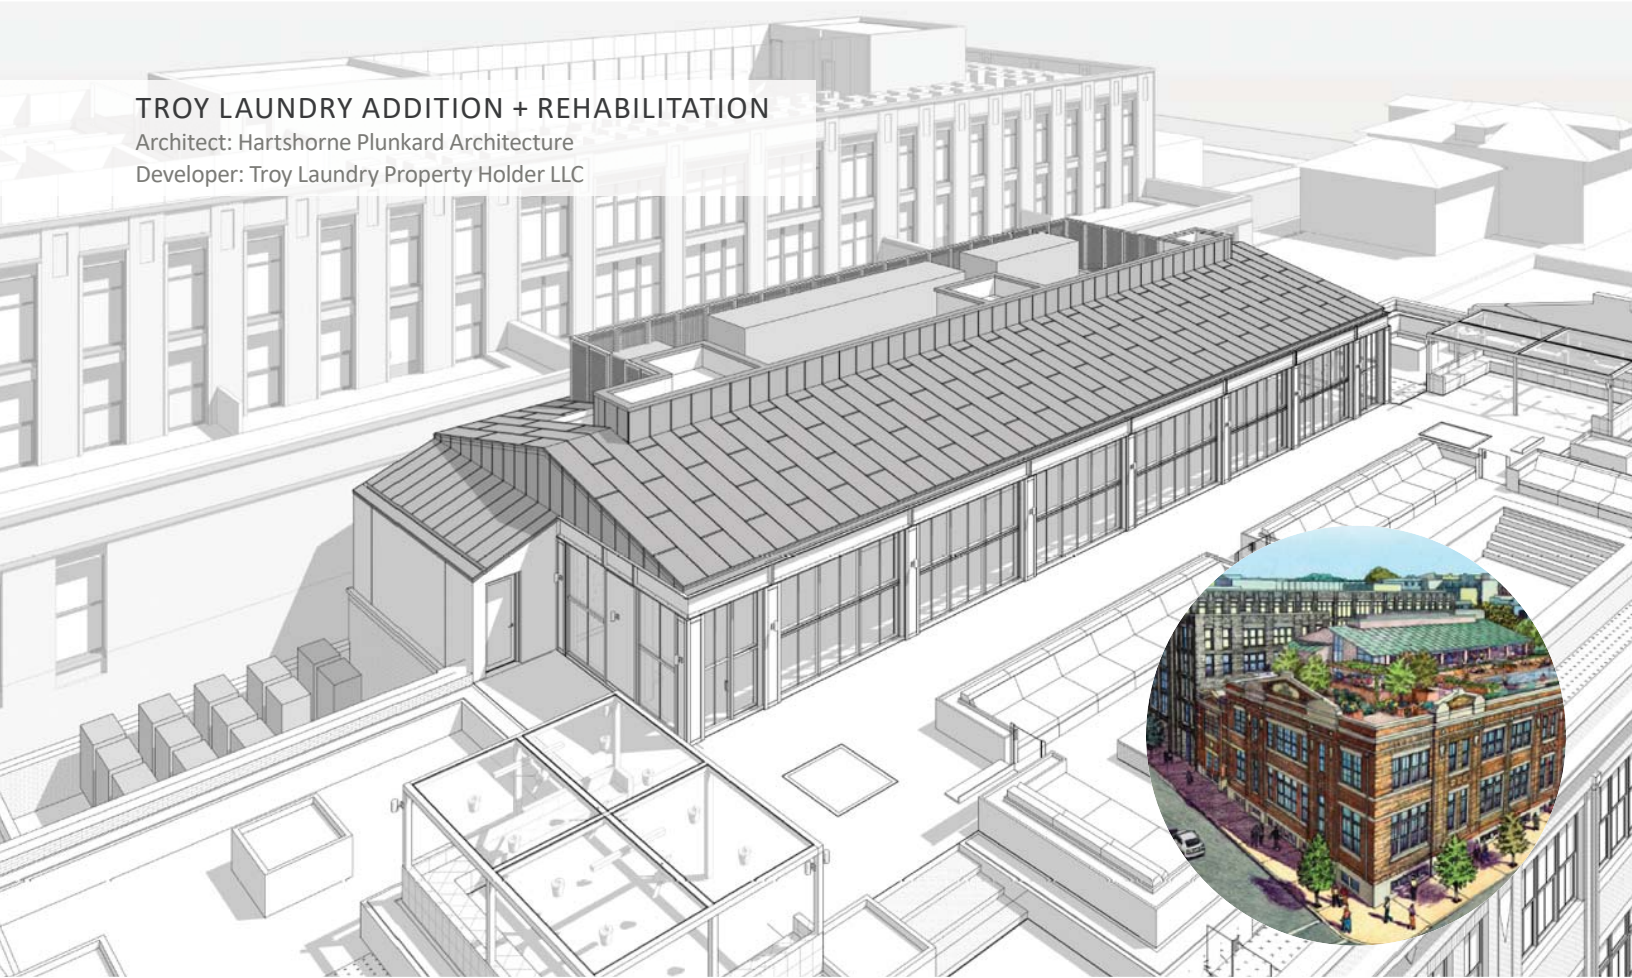 TROY LAUNDRY ADDITION + REHABILITATION
Architect: Hartshorne Plunkard Architecture
Developer: Troy Laundry Property Holder LLC